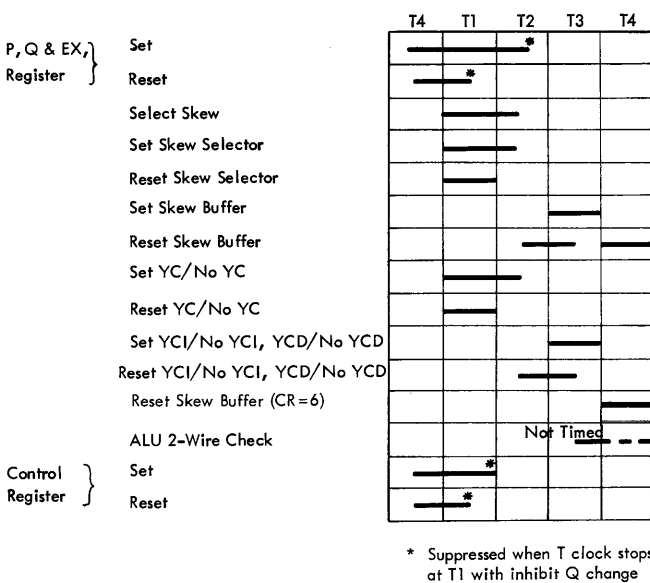 T4 T1 T2 T3 T4
P, Q & EX, Register } Set *
Reset *
Select Skew
Set Skew Selector
Reset Skew Selector
Set Skew Buffer
Reset Skew Buffer
Set YC/No YC
Reset YC/No YC
Set YCI/No YCI, YCD/No YCD
Reset YCI/No YCI, YCD/No YCD
Reset Skew Buffer (CR=6)
ALU 2-Wire Check Not Timed
Control Register } Set *
Reset *
* Suppressed when T clock stops
at T1 with inhibit Q change